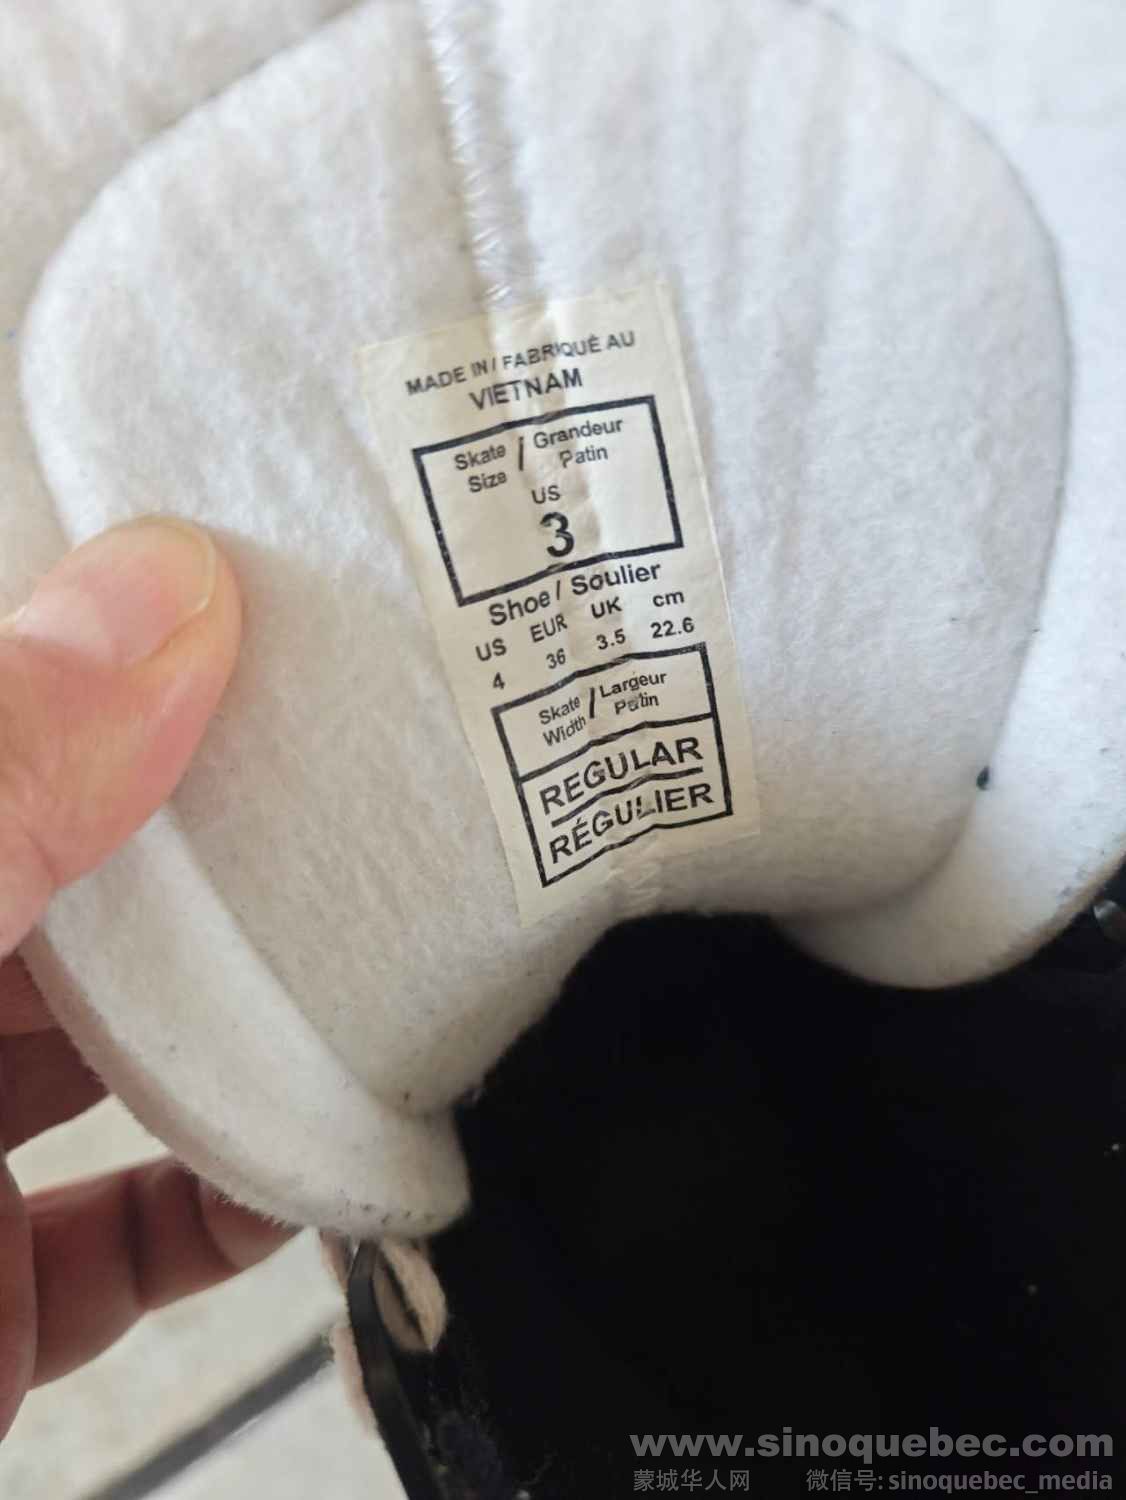 MADE IN / FABRIQUÉ AU
VIETNAM
Skate / Grandeur
Size Patin
US
3
Shoe / Soulier
US EUR UK cm
4 36 3.5 22.6
Skate / Largeur
Width Patin
REGULAR
RÉGULIER
www.sinoquebec.com
蒙城华人网 微信号: sinoquebec_media